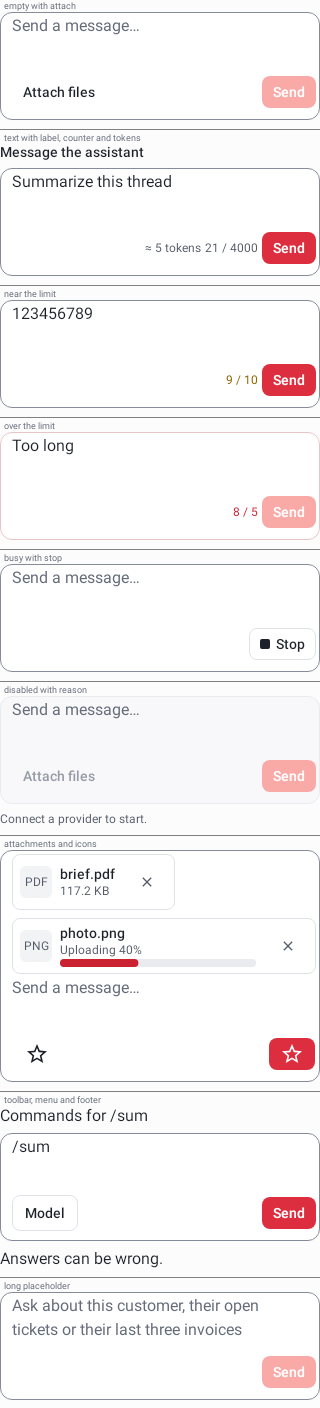 empty with attach
Send a message…
Attach files
Send
text with label, counter and tokens
Message the assistant
Summarize this thread
≈ 5 tokens 21 / 4000 Send
near the limit
123456789
9 / 10 Send
over the limit
Too long
8 / 5 Send
busy with stop
Send a message…
Stop
disabled with reason
Send a message…
Attach files
Send
Connect a provider to start.
attachments and icons
PDF
brief.pdf
117.2 KB
PNG
photo.png
Uploading 40%
Send a message…
toolbar, menu and footer
Commands for /sum
/sum
Model
Send
Answers can be wrong.
long placeholder
Ask about this customer, their open
tickets or their last three invoices
Send